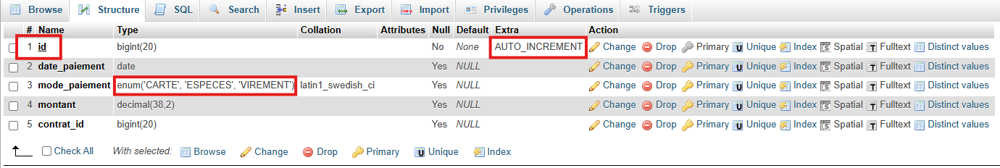 Browse Structure SQL Search Insert Export Import Privileges Operations Triggers
# Name Type Collation Attributes Null Default Extra Action
1 id bigint(20) No None AUTO_INCREMENT Change Drop Primary Unique Index Spatial Fulltext Distinct values
2 date_paiement date Yes NULL Change Drop Primary Unique Index Spatial Fulltext Distinct values
3 mode_paiement enum('CARTE', 'ESPECES', 'VIREMENT') latin1_swedish_ci Yes NULL Change Drop Primary Unique Index Spatial Fulltext Distinct values
4 montant decimal(38,2) Yes NULL Change Drop Primary Unique Index Spatial Fulltext Distinct values
5 contrat_id bigint(20) Yes NULL Change Drop Primary Unique Index Spatial Fulltext Distinct values
Check All With selected: Browse Change Drop Primary Unique Index